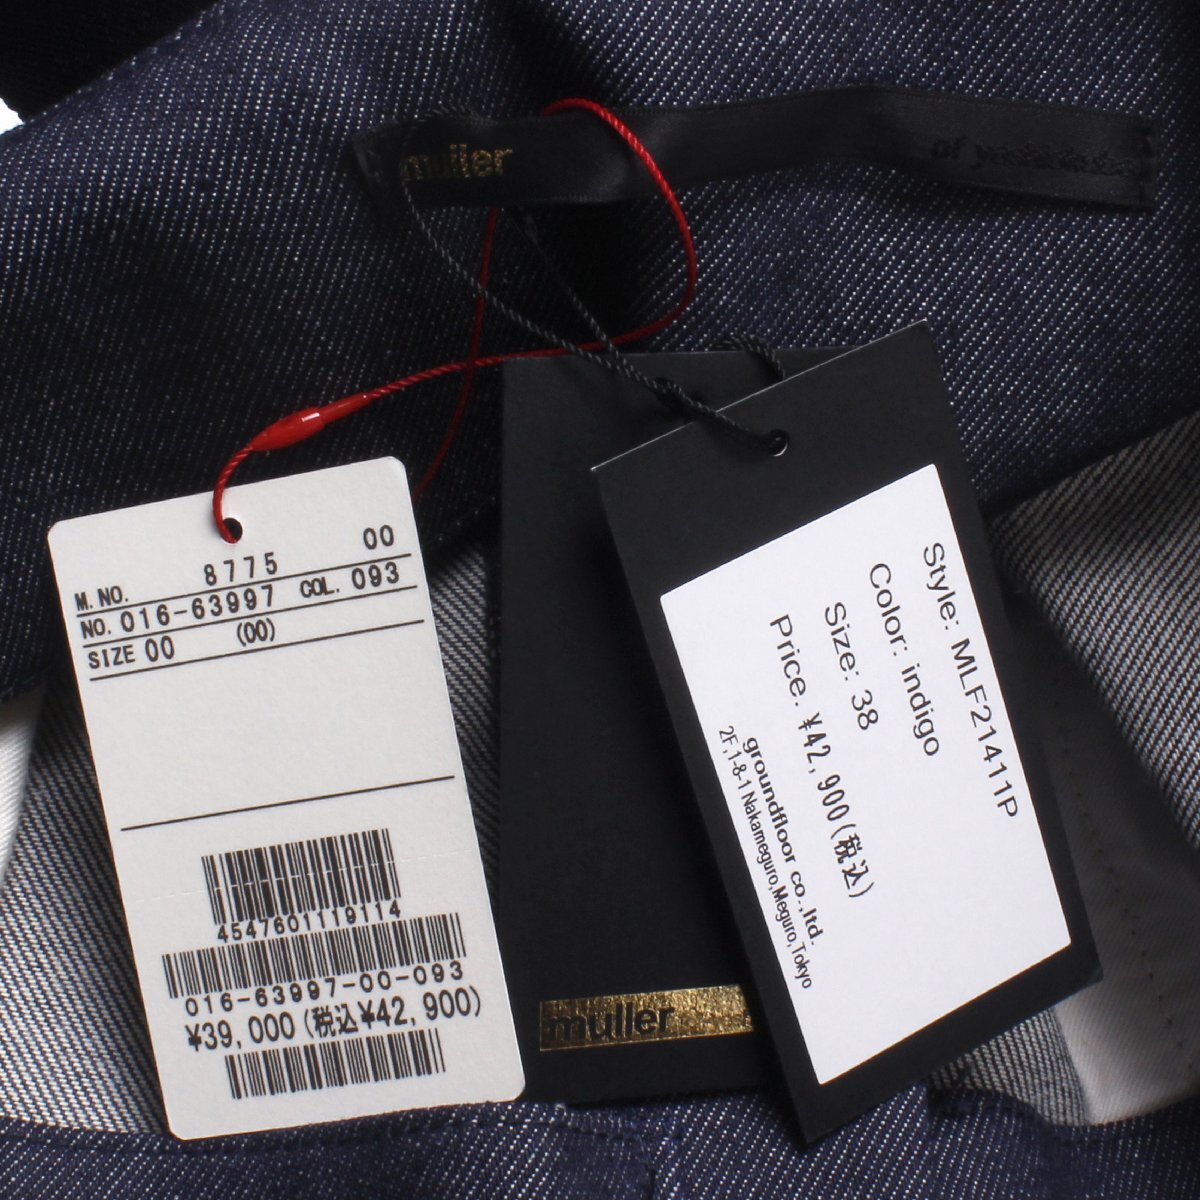 muller
of yoshiokubo
8775 00
M. NO.
NO. 016-63997 COL. 093
SIZE 00 (00)
4547601119114
016-63997-00-093
¥39,000(税込¥42,900)
muller
Style: MLF21411P
Color: indigo
Size: 38
Price. ¥42,900(税込)
groundfloor co.,ltd.
2F,1-8-1 Nakameguro,Meguro,Tokyo